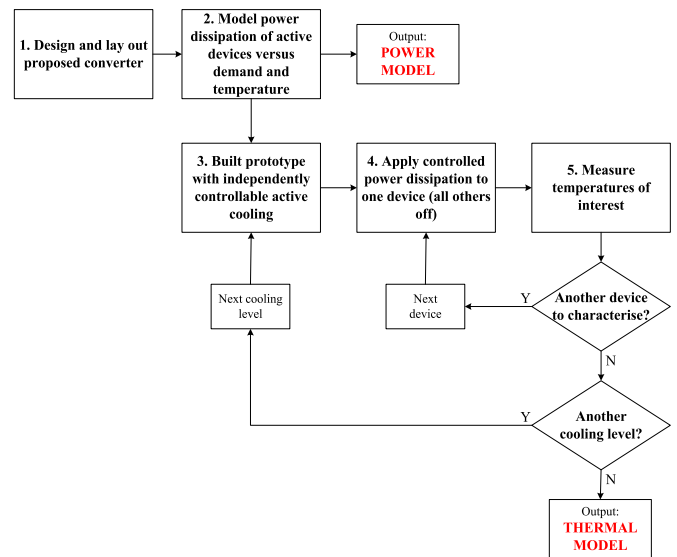 1. Design and lay out
proposed converter
2. Model power
dissipation of active
devices versus
demand and
temperature
Output:
POWER
MODEL
3. Built prototype
with independently
controllable active
cooling
4. Apply controlled
power dissipation to
one device (all others
off)
5. Measure
temperatures of
interest
Next cooling
level
Next
device
Y
Another device
to characterise?
N
Y
Another
cooling level?
N
Output:
THERMAL
MODEL